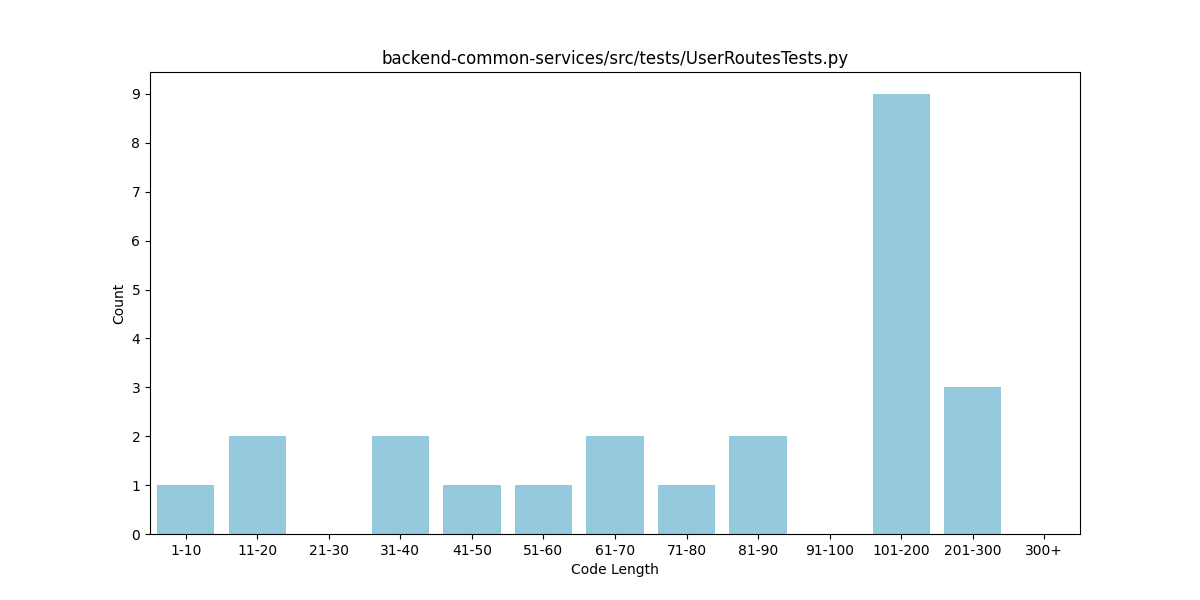 backend-common-services/src/tests/UserRoutesTests.py
Count
9
8
7
6
5
4
3
2
1
0
1-10 11-20 21-30 31-40 41-50 51-60 61-70 71-80 81-90 91-100 101-200 201-300 300+
Code Length